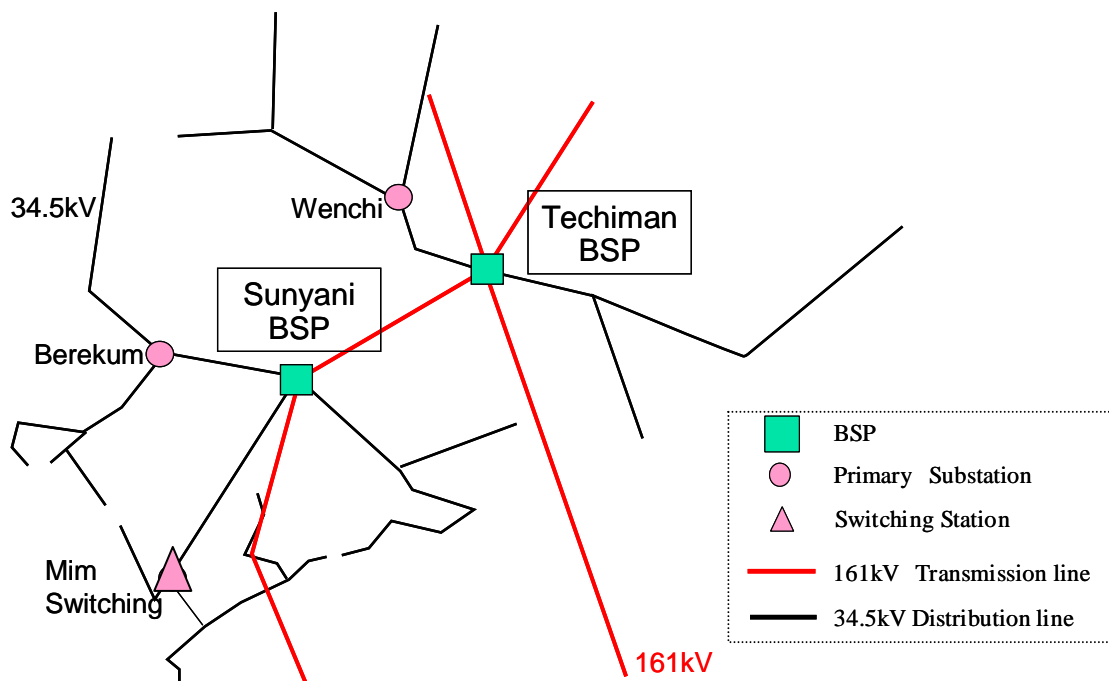 34.5kV
Wenchi
Techiman
BSP
Sunyani
BSP
Berekum
Mim
Switching
161kV
BSP
Primary Substation
Switching Station
161kV Transmission line
34.5kV Distribution line